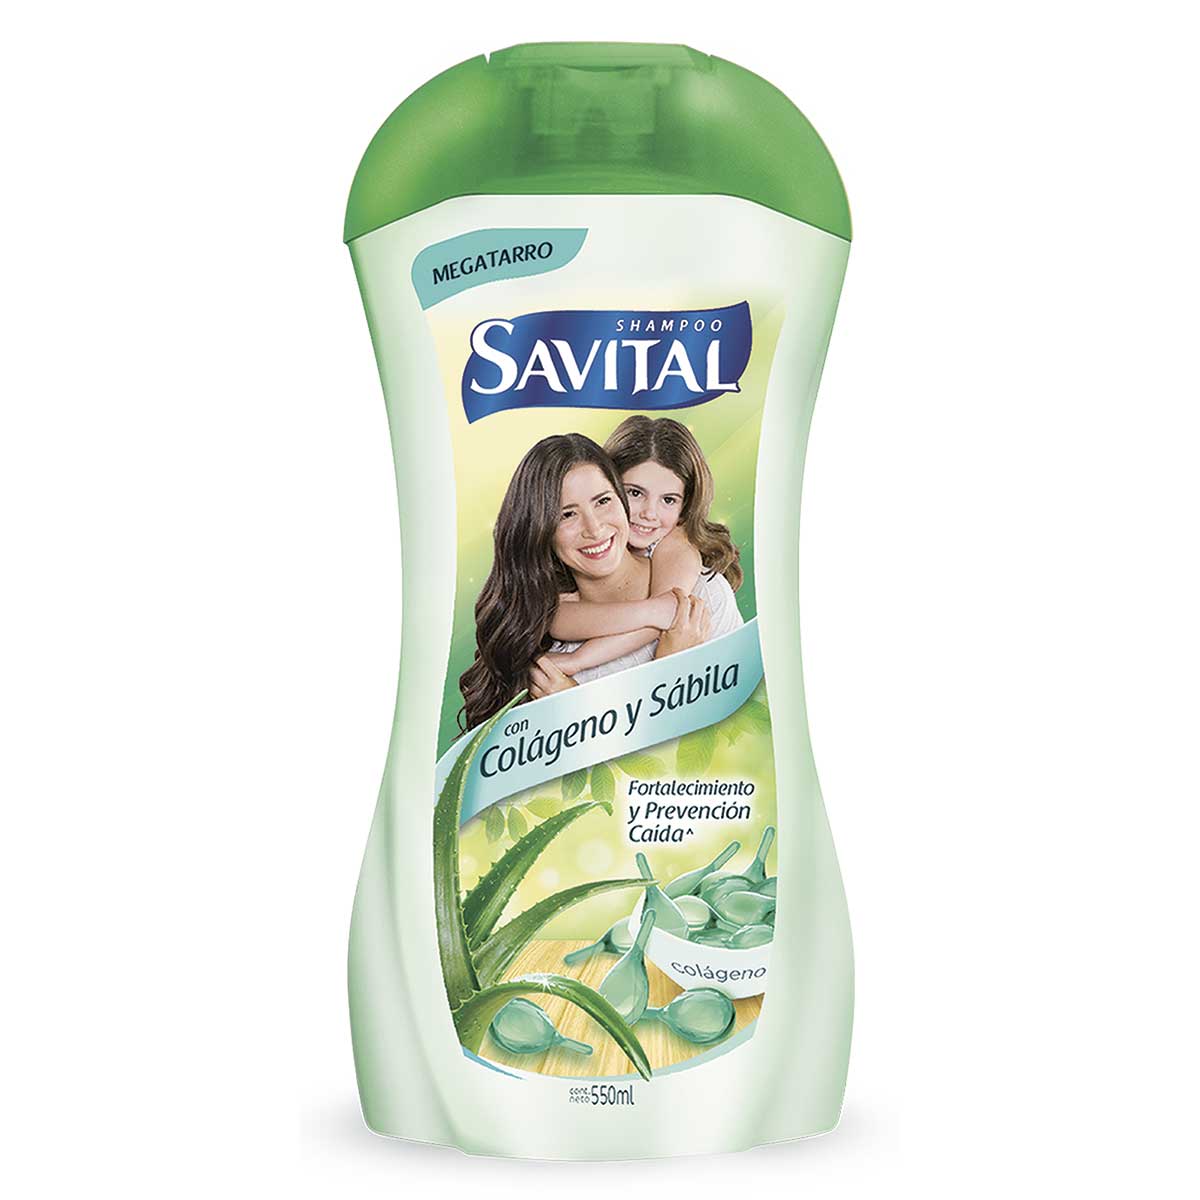 MEGATARRO
SHAMPOO
SAVITAL
con
Colágeno y Sábila
Fortalecimiento
y Prevención
Caída^
colágeno
cont.
neto 550ml